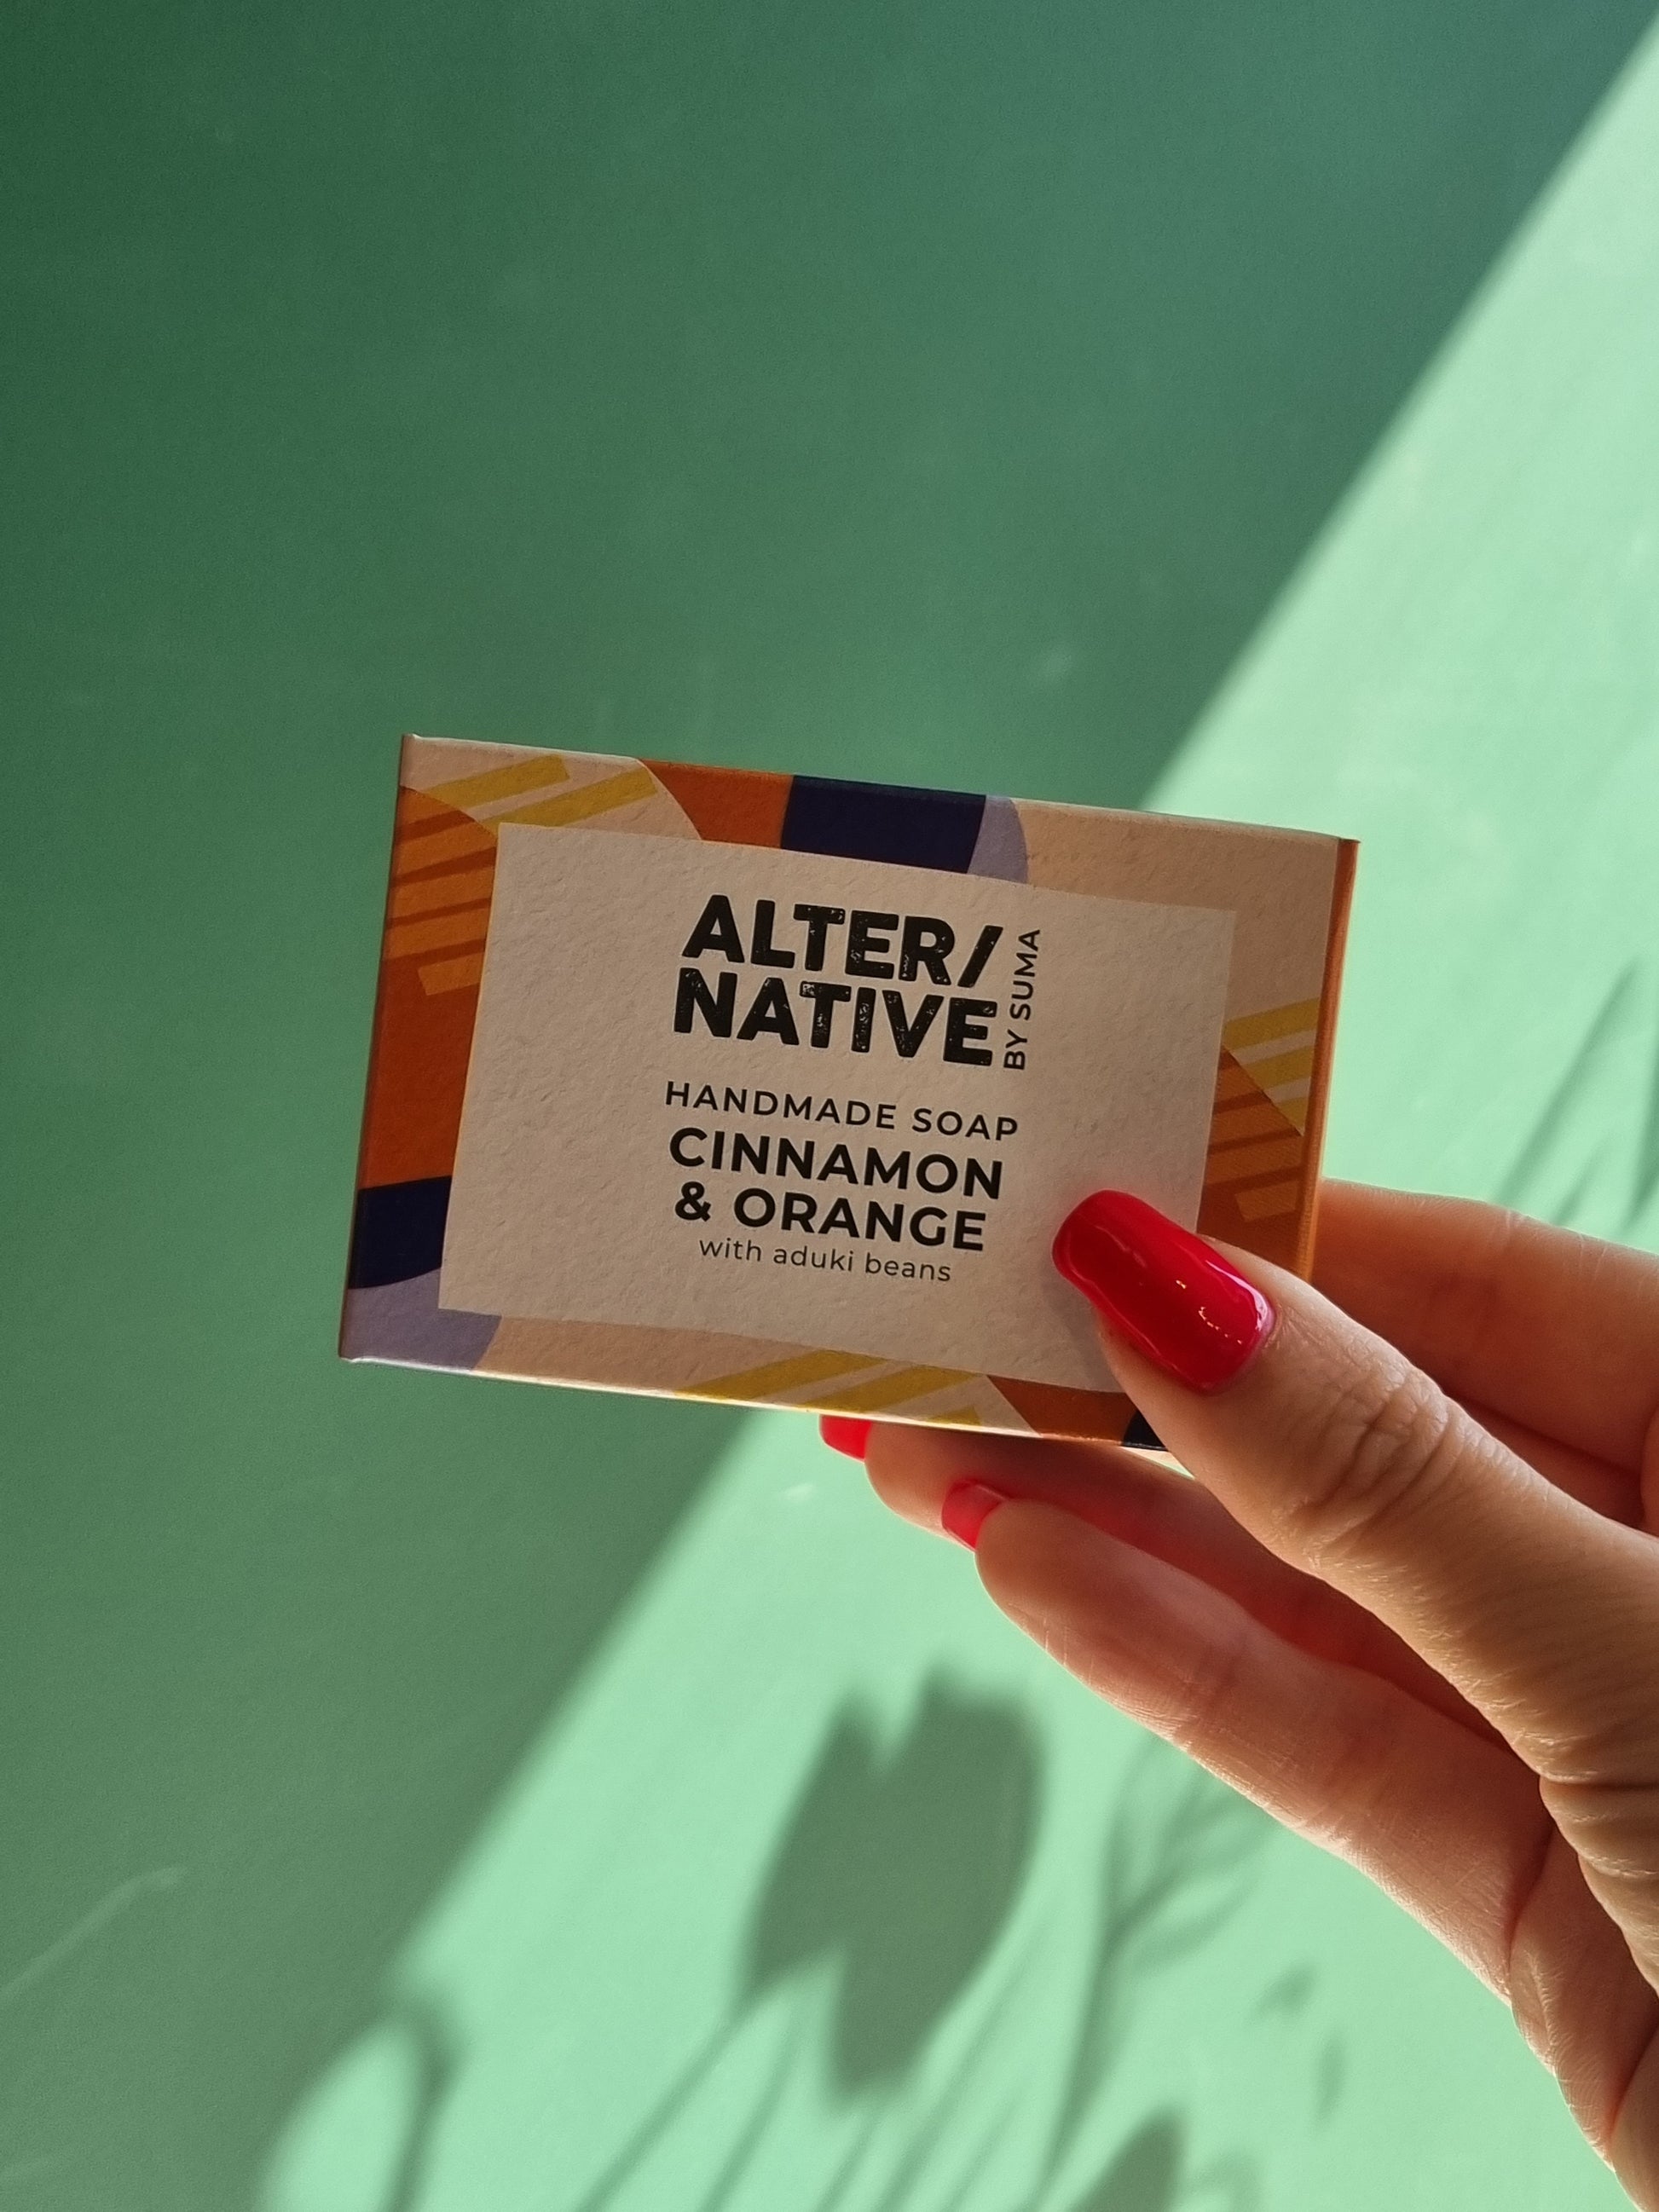 ALTER/
NATIVE
BY SUMA
HANDMADE SOAP
CINNAMON
& ORANGE
with aduki beans